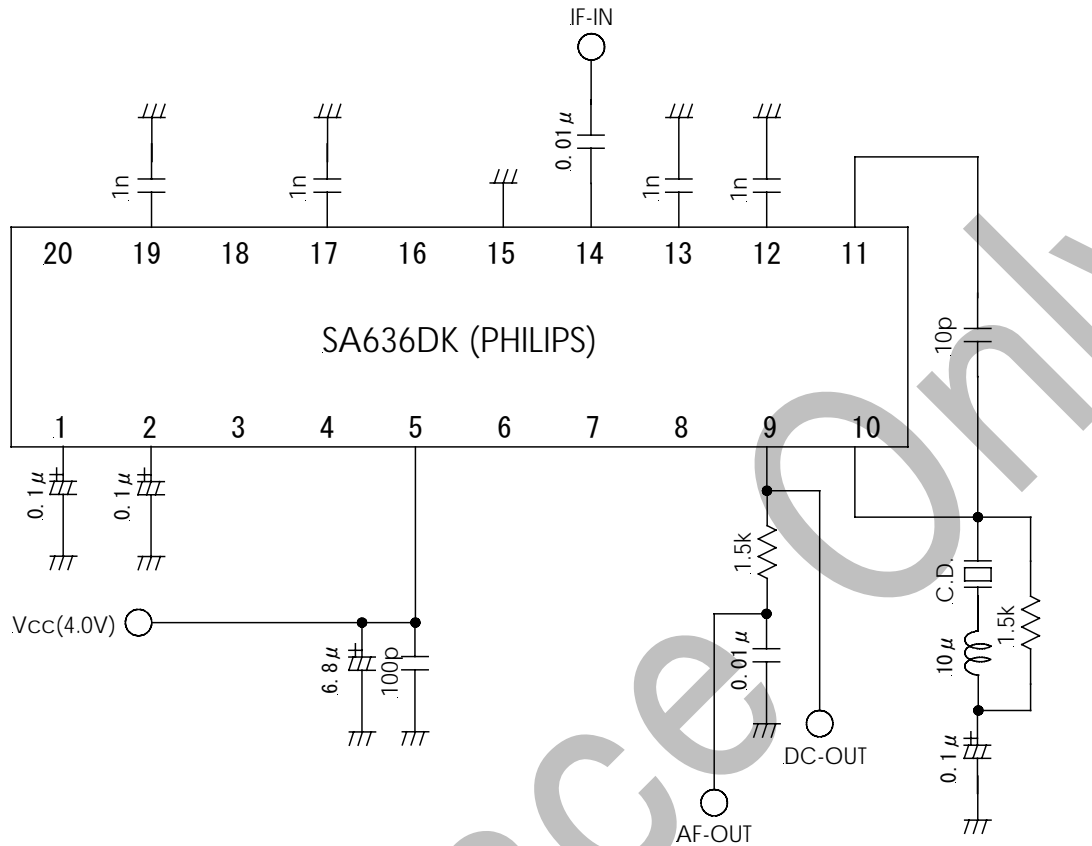 IF-IN
0.01μ
1n
1n
1n
1n
20 19 18 17 16 15 14 13 12 11
SA636DK (PHILIPS)
10p
1 2 3 4 5 6 7 8 9 10
0.1μ
+
0.1μ
+
1.5k
C.D.
1.5k
Vcc(4.0V)
6.8μ
+
100p
0.01μ
10μ
DC-OUT
0.1μ
+
AF-OUT
nce Only